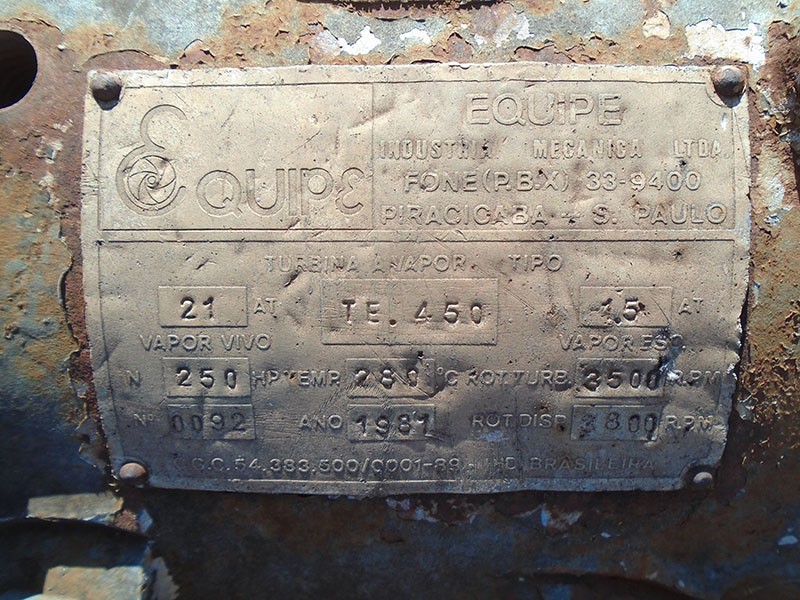 EQUIPE
EQUIPE
INDUSTRIA MECANICA LTDA.
FONE (P.B.X) 33-9400
PIRACICABA - S. PAULO
TURBINA A VAPOR TIPO
21 AT TE. 450 1,5 AT
VAPOR VIVO VAPOR ESC.
N 250 HP TEMP. 280 °C ROT. TURB. 3500 R.PM
Nº 0092 ANO 1981 ROT. DISP. 3800 R.PM
C.G.C. 54.383.500/0001-89 - IND. BRASILEIRA